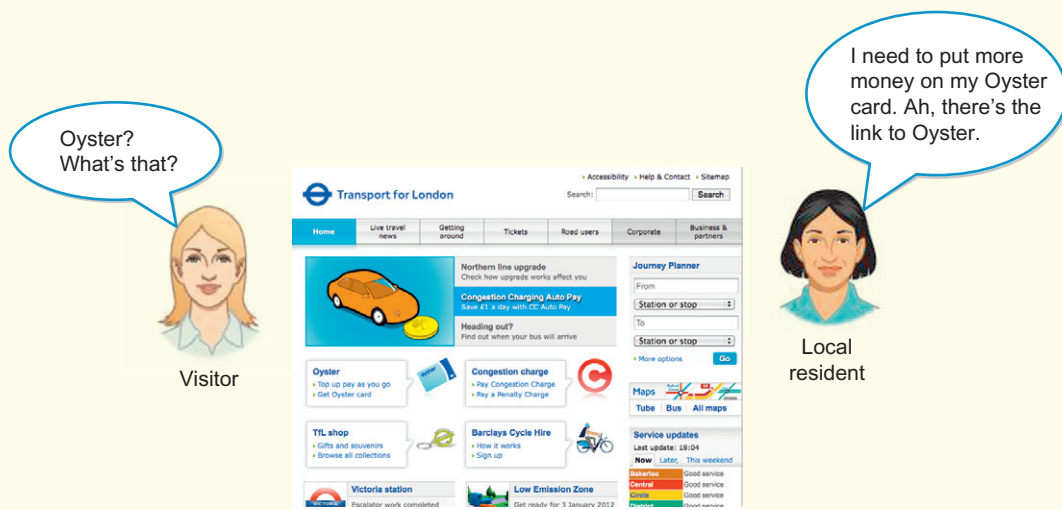 I need to put more
money on my Oyster
card. Ah, there's the
link to Oyster.
Oyster?
What's that?
Visitor
Local
resident
Accessibility Help & Contact Sitemap
Transport for London
Search: Search
Home
Live travel
news
Getting
around
Tickets
Road users
Corporate
Business &
partners
Northern line upgrade
Check how upgrade works affect you
Congestion Charging Auto Pay
Save £1 a day with CC Auto Pay
Heading out?
Find out when your bus will arrive
Journey Planner
From
Station or stop
To
Station or stop
More options Go
Oyster
Top up pay as you go
Get Oyster card
oyster
Congestion charge
Pay Congestion Charge
Pay a Penalty Charge
C
Maps
Tube Bus All maps
TfL shop
Gifts and souvenirs
Browse all collections
Barclays Cycle Hire
How it works
Sign up
Service updates
Last update: 18:04
Now Later, This weekend
Bakerloo Good service
Central Good service
Circle Good service
District Good service
VICTORIA
Victoria station
Escalator work completed
Low Emission Zone
Get ready for 3 January 2012